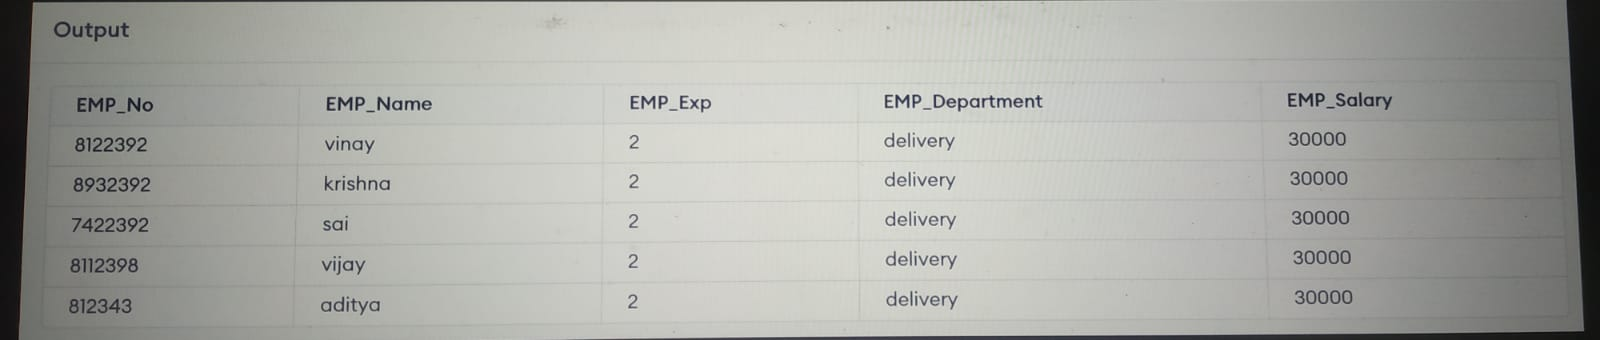 Output
EMP_No EMP_Name EMP_Exp EMP_Department EMP_Salary
8122392 vinay 2 delivery 30000
8932392 krishna 2 delivery 30000
7422392 sai 2 delivery 30000
8112398 vijay 2 delivery 30000
812343 aditya 2 delivery 30000